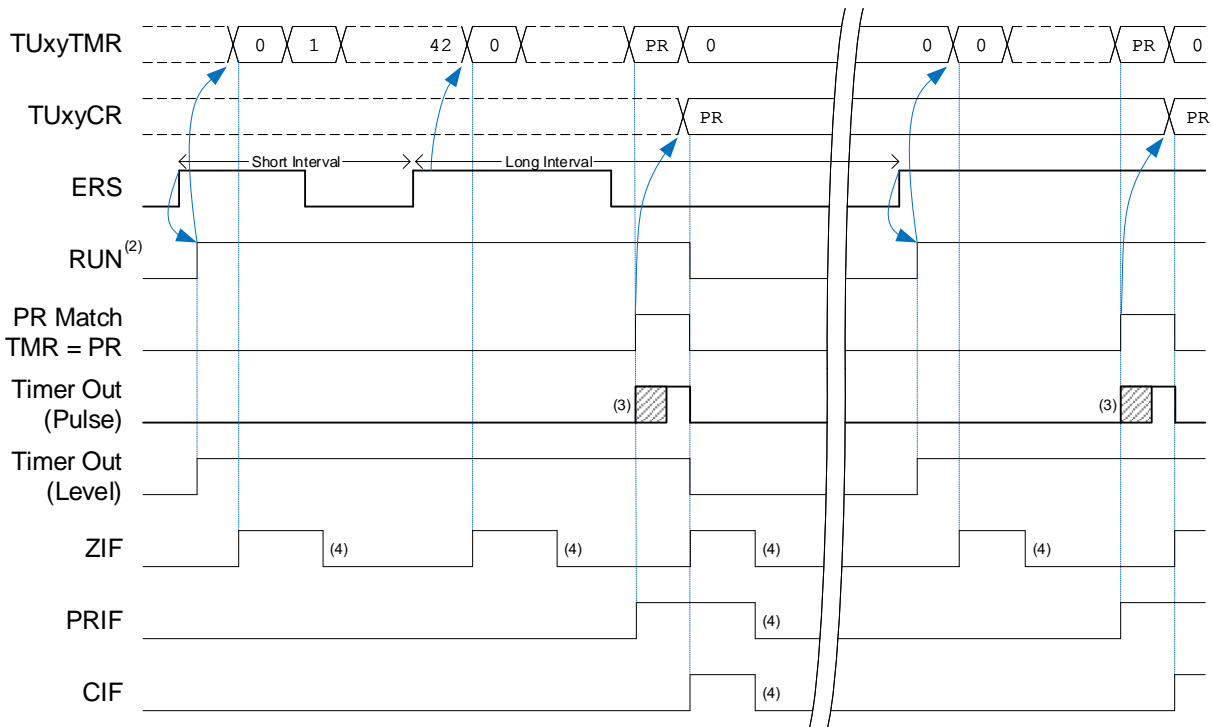 TUxyTMR 0 1 42 0 PR 0 0 0 PR 0
TUxyCR PR PR
Short Interval Long Interval
ERS
RUN(2)
PR Match
TMR = PR
Timer Out
(Pulse) (3) (3)
Timer Out
(Level)
ZIF (4) (4) (4) (4)
PRIF (4)
CIF (4)